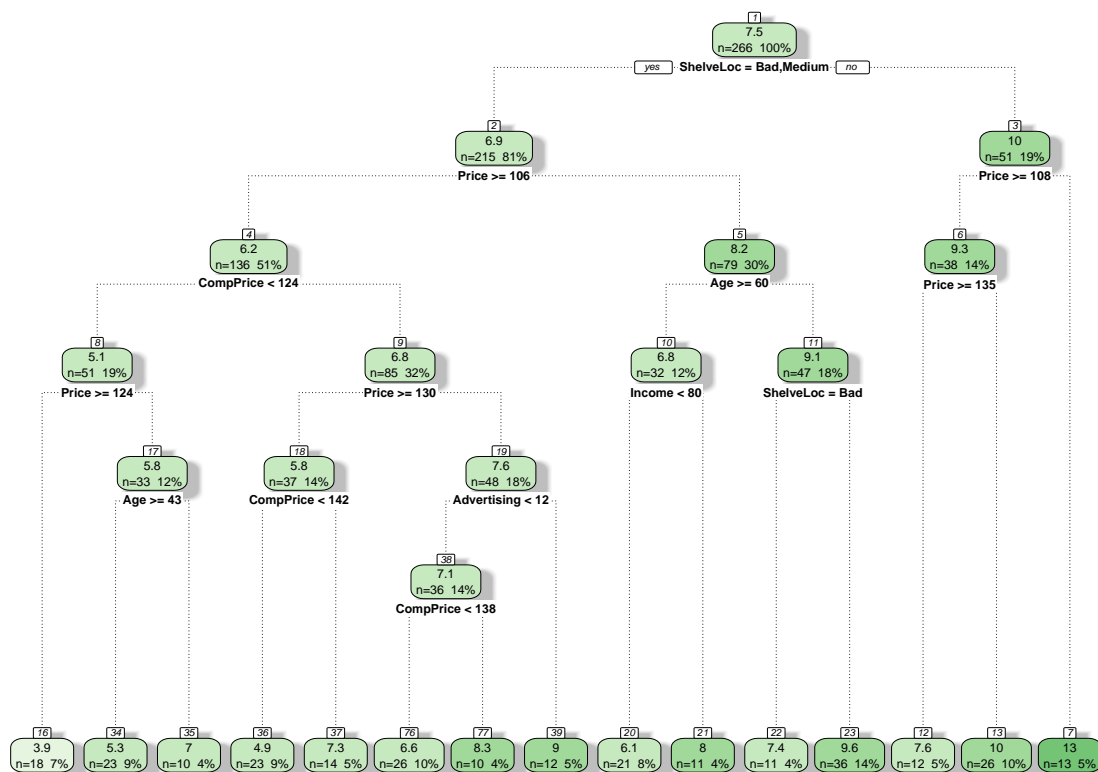 1
7.5
n=266 100%
yes ShelveLoc = Bad,Medium no
2 3
6.9 10
n=215 81% n=51 19%
Price >= 106 Price >= 108
4 5 6
6.2 8.2 9.3
n=136 51% n=79 30% n=38 14%
CompPrice < 124 Age >= 60 Price >= 135
8 9 10 11
5.1 6.8 6.8 9.1
n=51 19% n=85 32% n=32 12% n=47 18%
Price >= 124 Price >= 130 Income < 80 ShelveLoc = Bad
17 18 19
5.8 5.8 7.6
n=33 12% n=37 14% n=48 18%
Age >= 43 CompPrice < 142 Advertising < 12
38
7.1
n=36 14%
CompPrice < 138
16 34 35 36 37 76 77 39 20 21 22 23 12 13 7
3.9 5.3 7 4.9 7.3 6.6 8.3 9 6.1 8 7.4 9.6 7.6 10 13
n=18 7% n=23 9% n=10 4% n=23 9% n=14 5% n=26 10% n=10 4% n=12 5% n=21 8% n=11 4% n=11 4% n=36 14% n=12 5% n=26 10% n=13 5%